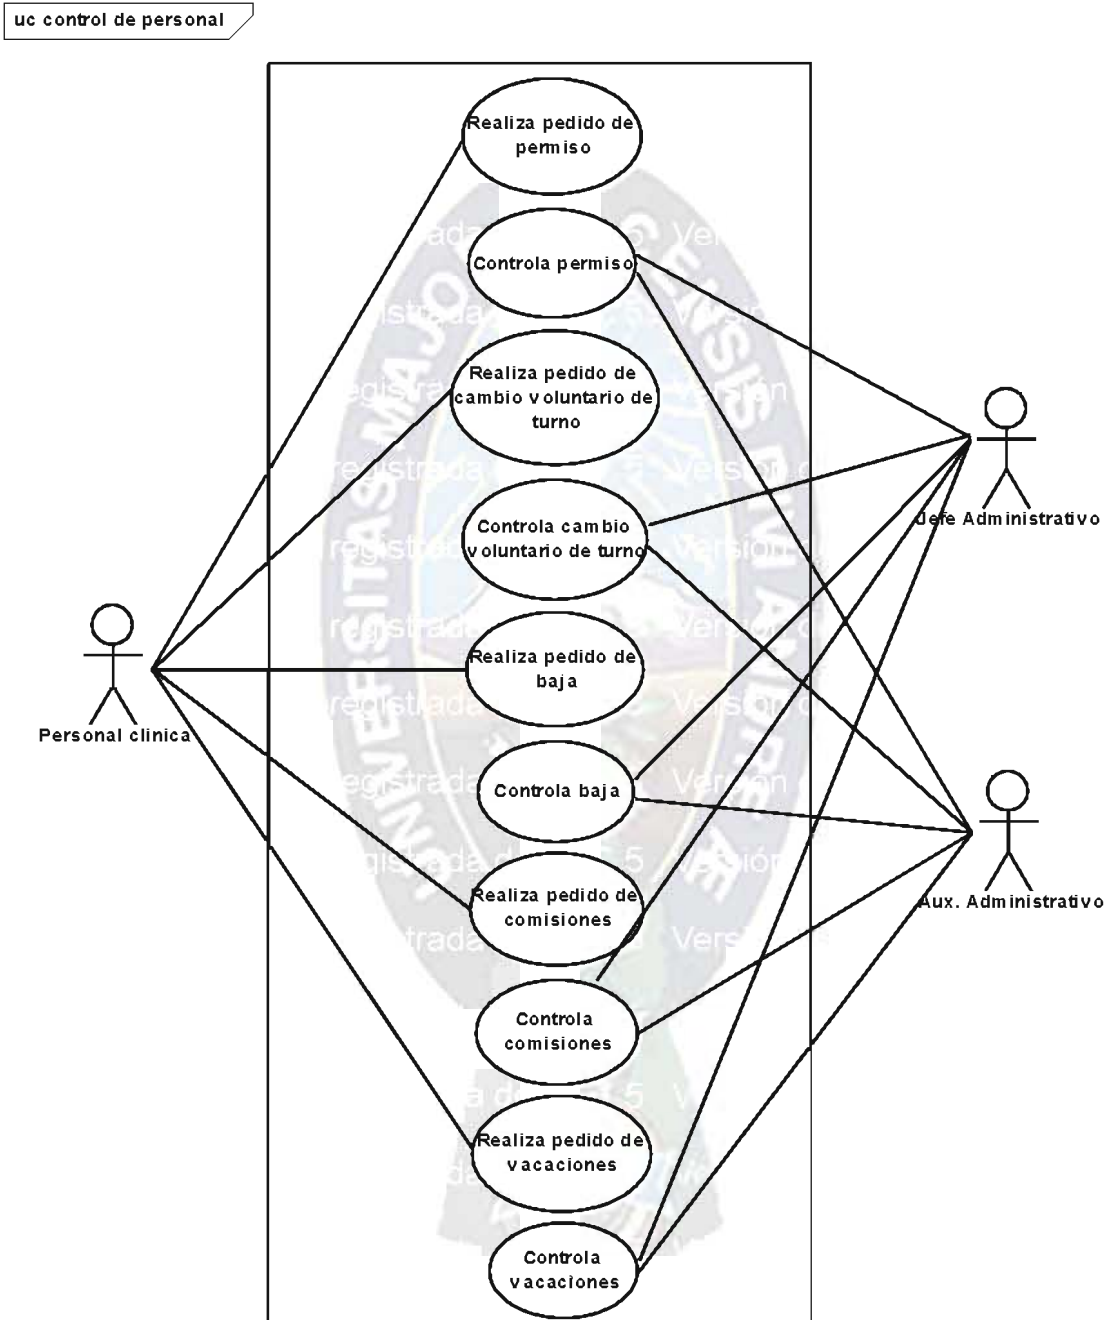 uc control de personal
Realiza pedido de
permiso
Controla permiso
Realiza pedido de
cambio voluntario de
turno
Controla cambio
voluntario de turno
Realiza pedido de
baja
Controla baja
Realiza pedido de
comisiones
Controla
comisiones
Realiza pedido de
vacaciones
Controla
vacaciones
Personal clinica
Jefe Administrativo
Aux. Administrativo